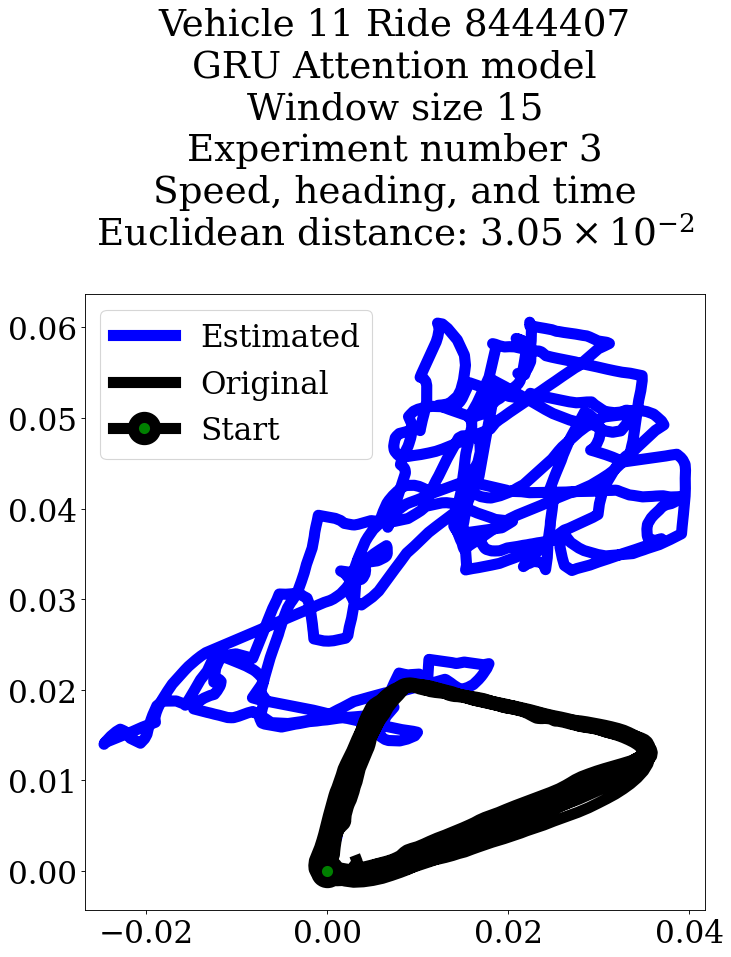 Vehicle 11 Ride 8444407
GRU Attention model
Window size 15
Experiment number 3
Speed, heading, and time
Euclidean distance: 3.05 × 10⁻²
Estimated
Original
Start
0.06
0.05
0.04
0.03
0.02
0.01
0.00
−0.02 0.00 0.02 0.04